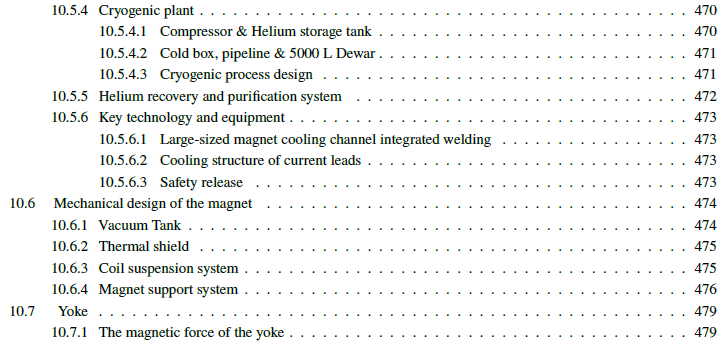 10.5.4 Cryogenic plant . . . . . . . . . . . . . . . . . . . . . . . . . . . . . . . . . . . . . 470
10.5.4.1 Compressor & Helium storage tank . . . . . . . . . . . . . . . . . . . . . . 470
10.5.4.2 Cold box, pipeline & 5000 L Dewar . . . . . . . . . . . . . . . . . . . . . . 471
10.5.4.3 Cryogenic process design . . . . . . . . . . . . . . . . . . . . . . . . . . 471
10.5.5 Helium recovery and purification system . . . . . . . . . . . . . . . . . . . . . . . . 472
10.5.6 Key technology and equipment . . . . . . . . . . . . . . . . . . . . . . . . . . . . . 473
10.5.6.1 Large-sized magnet cooling channel integrated welding . . . . . . . . . . . . . 473
10.5.6.2 Cooling structure of current leads . . . . . . . . . . . . . . . . . . . . . . . 473
10.5.6.3 Safety release . . . . . . . . . . . . . . . . . . . . . . . . . . . . . . . 473
10.6 Mechanical design of the magnet . . . . . . . . . . . . . . . . . . . . . . . . . . . . . . 474
10.6.1 Vacuum Tank . . . . . . . . . . . . . . . . . . . . . . . . . . . . . . . . . . . . . 474
10.6.2 Thermal shield . . . . . . . . . . . . . . . . . . . . . . . . . . . . . . . . . . . . 475
10.6.3 Coil suspension system . . . . . . . . . . . . . . . . . . . . . . . . . . . . . . . . 475
10.6.4 Magnet support system . . . . . . . . . . . . . . . . . . . . . . . . . . . . . . . . 476
10.7 Yoke . . . . . . . . . . . . . . . . . . . . . . . . . . . . . . . . . . . . . . . . . . 479
10.7.1 The magnetic force of the yoke . . . . . . . . . . . . . . . . . . . . . . . . . . . . . 479